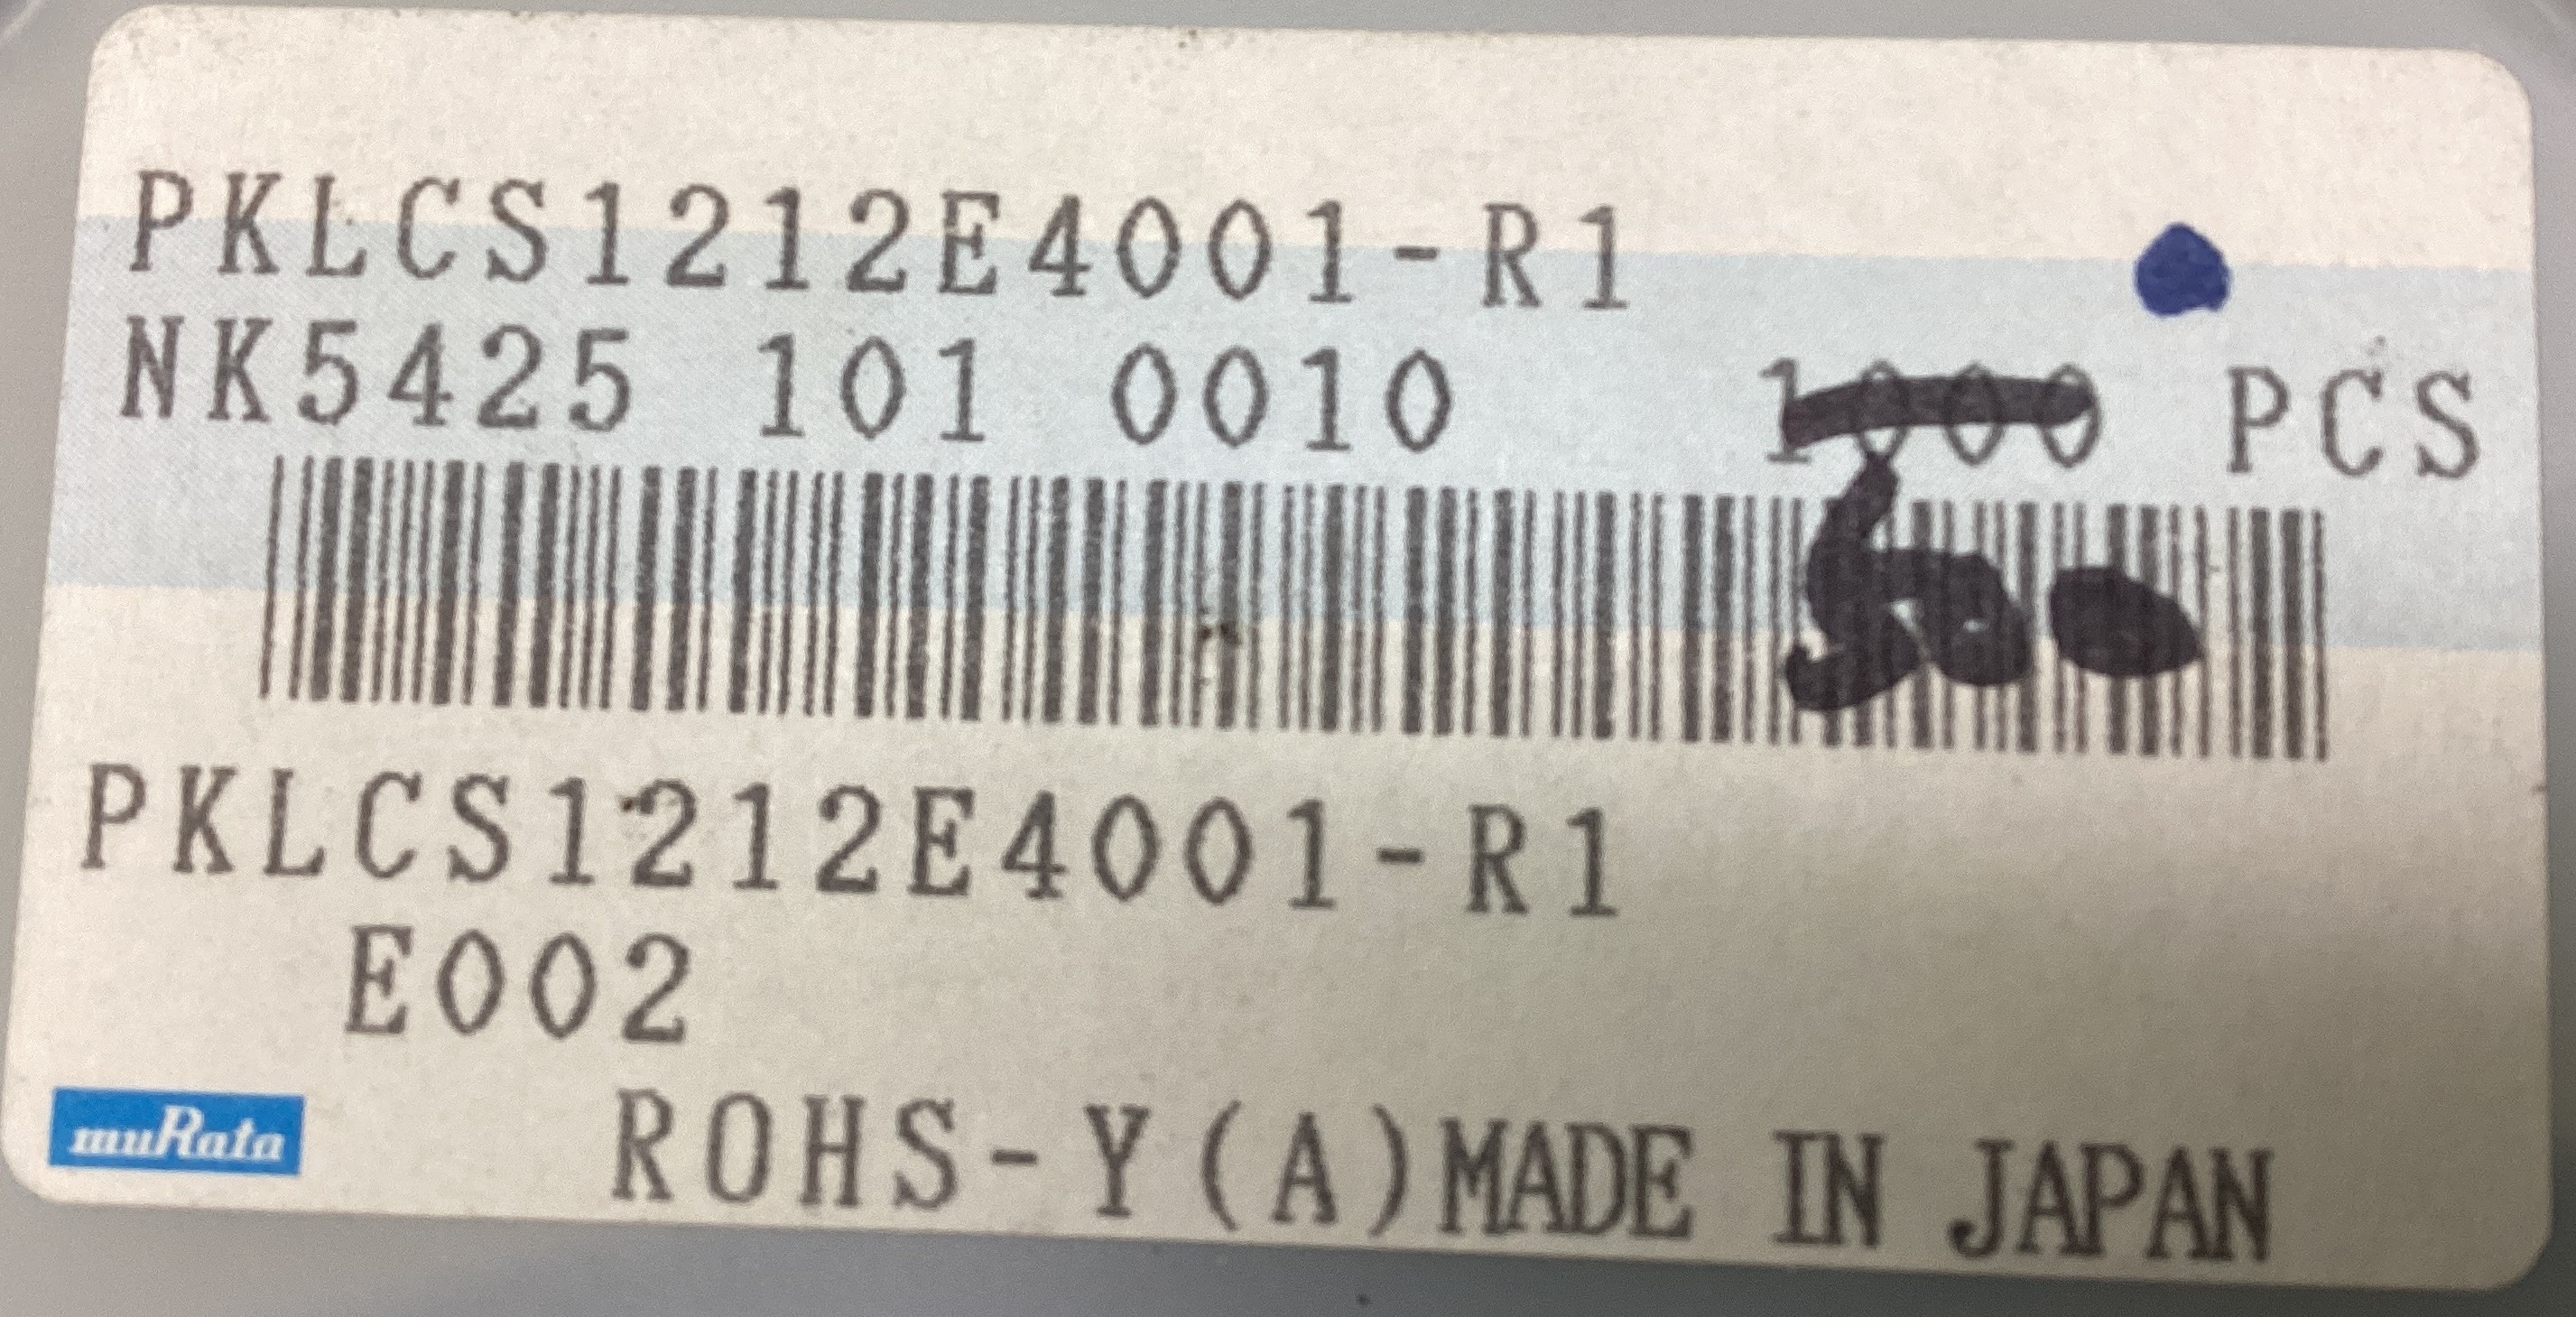 PKLCS1212E4001-R1
NK5425 101 0010 1000 PCS
500
PKLCS1212E4001-R1
E002
muRata ROHS-Y(A)MADE IN JAPAN